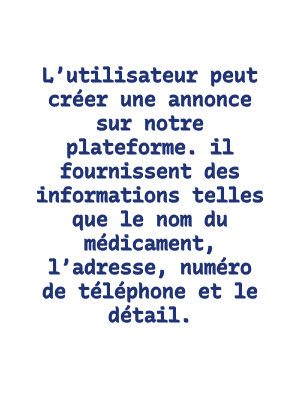 L’utilisateur peut
créer une annonce
sur notre
plateforme. il
fournissent des
informations telles
que le nom du
médicament,
l’adresse, numéro
de téléphone et le
détail.